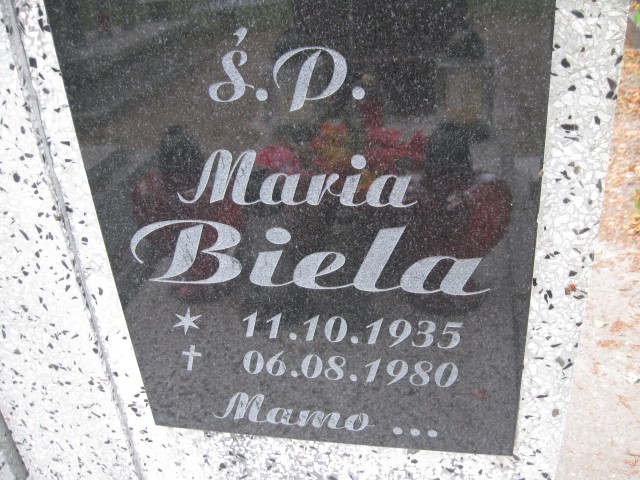 Ś.P.
Maria
Biela
* 11.10.1935
✝ 06.08.1980
Mamo ...